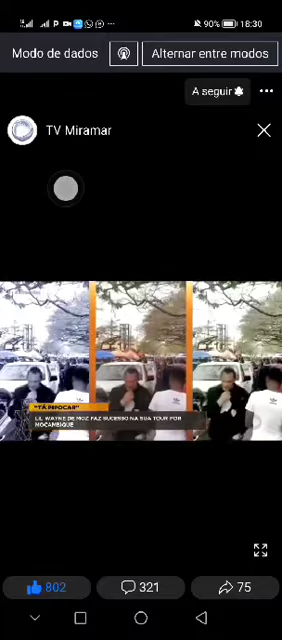 90% 18:30
Modo de dados
Alternar entre modos
A seguir
TV Miramar
"TÁ PIPOCAR"
LIL WAYNE DE MOZ FAZ SUCESSO NA SUA TOUR POR
MOÇAMBIQUE
802
321
75